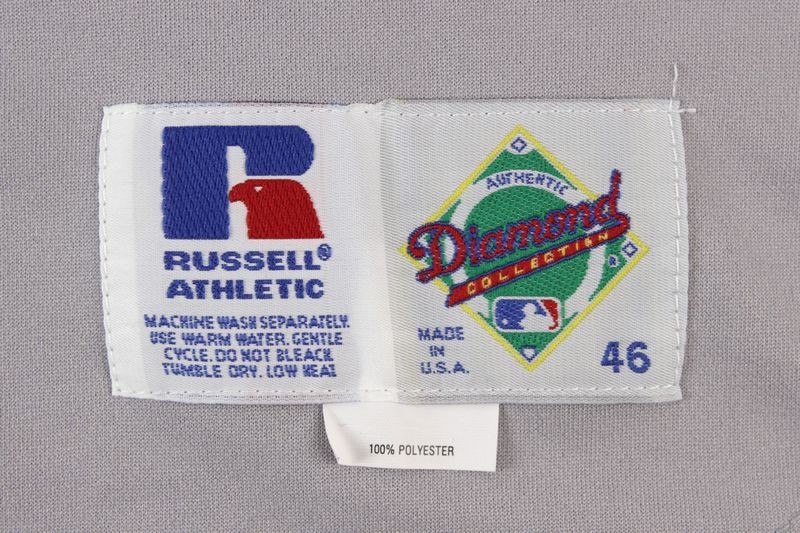 RUSSELL®
ATHLETIC
MACHINE WASH SEPARATELY.
USE WARM WATER. GENTLE
CYCLE. DO NOT BLEACH.
TUMBLE DRY. LOW HEAT
AUTHENTIC
Diamond
COLLECTION
®
MADE
IN
U.S.A.
46
100% POLYESTER